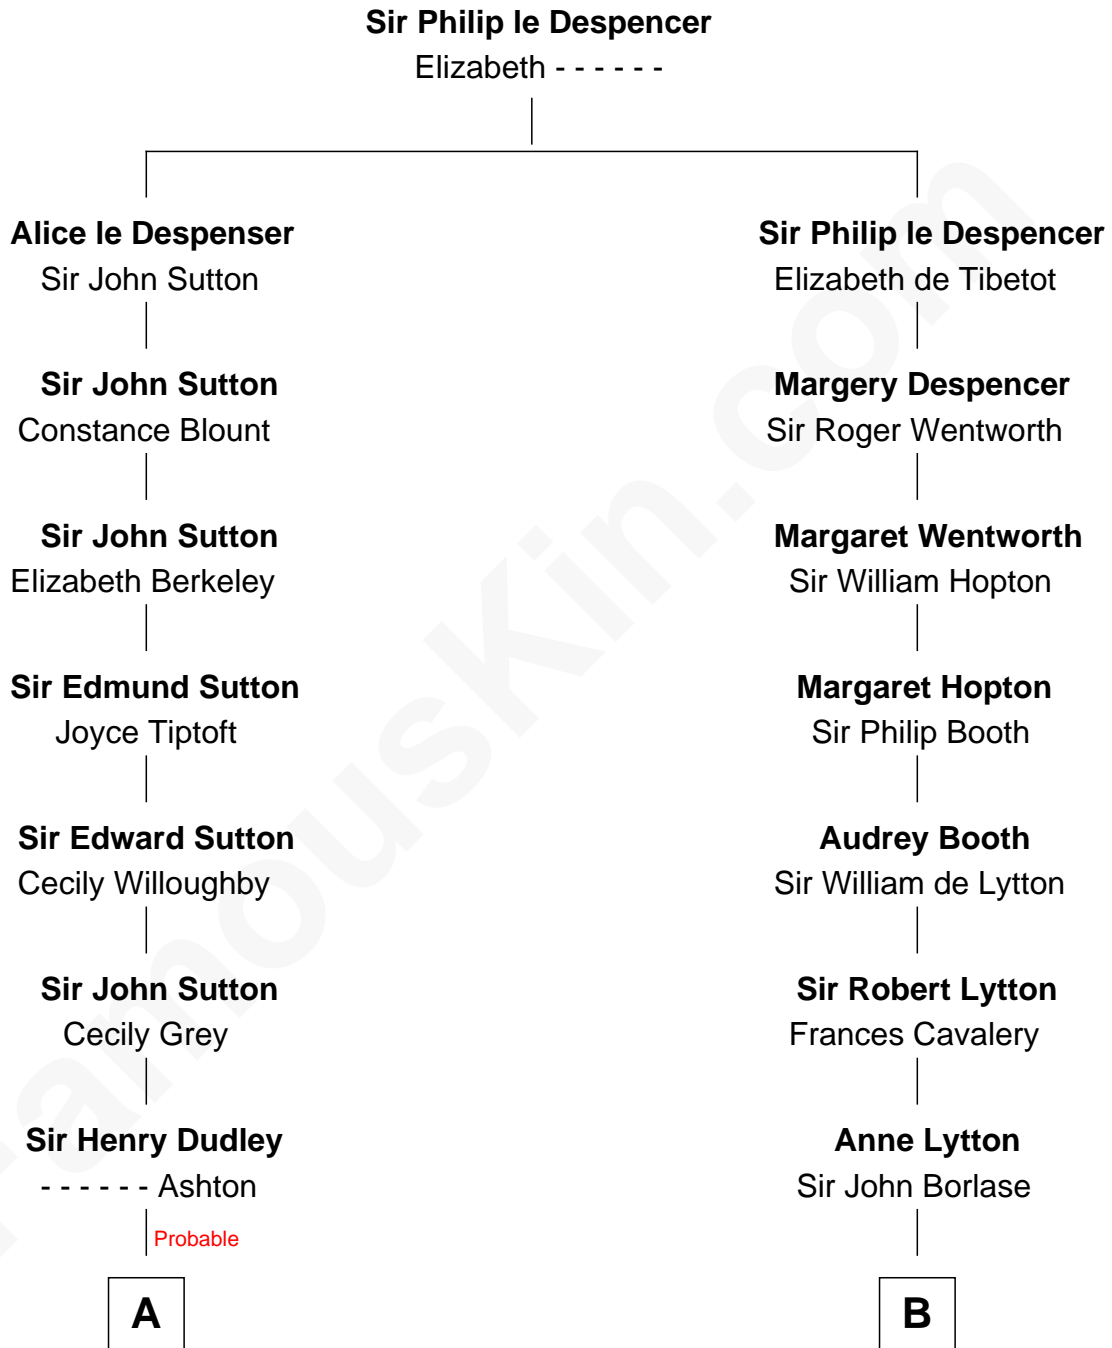 Sir Philip le Despencer
Elizabeth - - - - - -
Alice le Despenser
Sir John Sutton
Sir Philip le Despencer
Elizabeth de Tibetot
Sir John Sutton
Constance Blount
Margery Despencer
Sir Roger Wentworth
Sir John Sutton
Elizabeth Berkeley
Margaret Wentworth
Sir William Hopton
Sir Edmund Sutton
Joyce Tiptoft
Margaret Hopton
Sir Philip Booth
Sir Edward Sutton
Cecily Willoughby
Audrey Booth
Sir William de Lytton
Sir John Sutton
Cecily Grey
Sir Robert Lytton
Frances Cavalery
Sir Henry Dudley
- - - - - - Ashton
Anne Lytton
Sir John Borlase
Probable
A
B
FamousKin.com